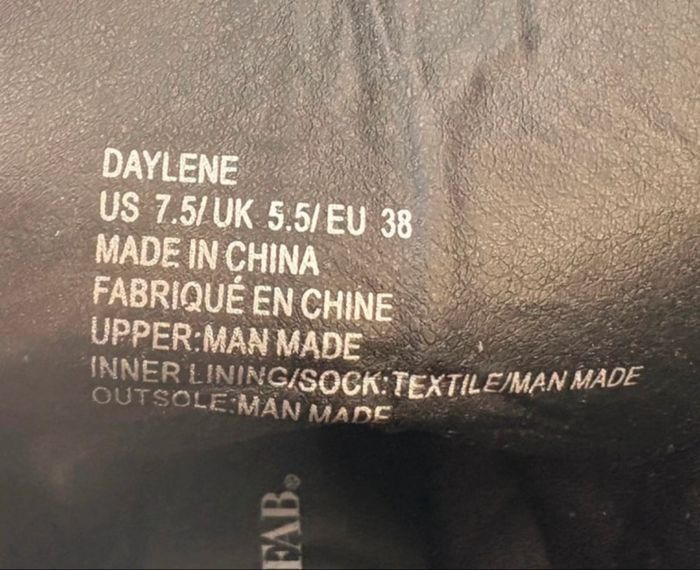 DAYLENE
US 7.5/UK 5.5/EU 38
MADE IN CHINA
FABRIQUÉ EN CHINE
UPPER:MAN MADE
INNER LINING/SOCK:TEXTILE/MAN MADE
OUTSOLE:MAN MADE
FAB®